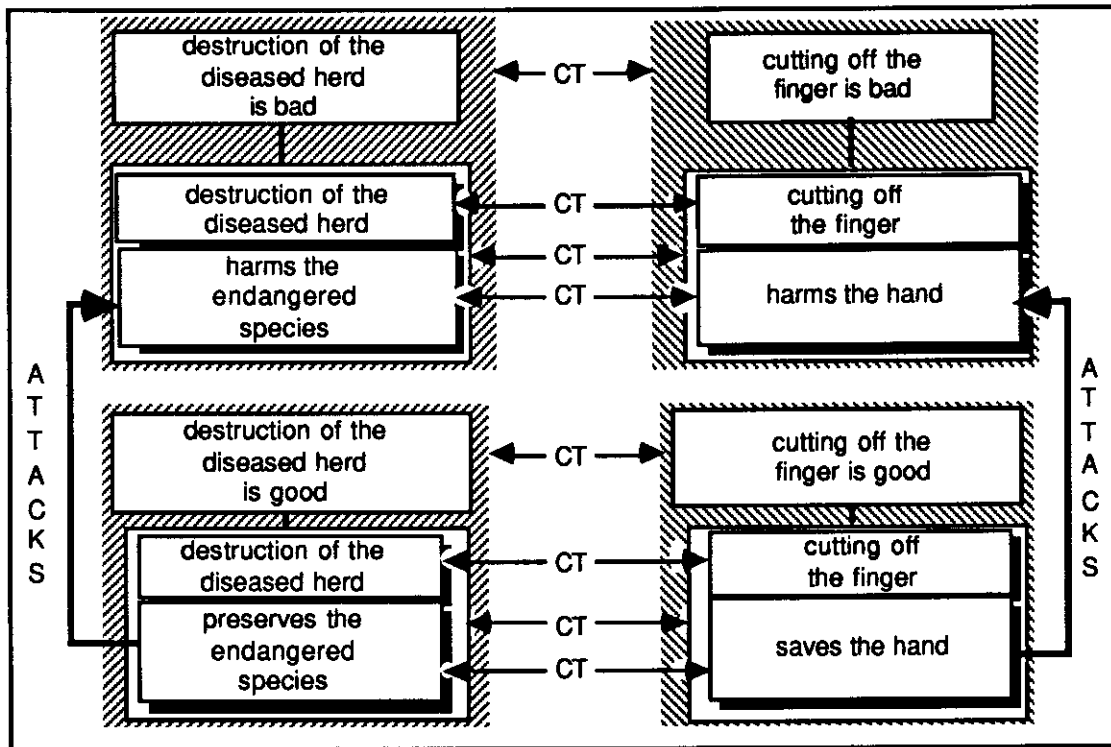 destruction of the
diseased herd
is bad
CT
cutting off the
finger is bad
destruction of the
diseased herd
CT
cutting off
the finger
CT
harms the
endangered
species
CT
harms the hand
ATTACKS
ATTACKS
destruction of the
diseased herd
is good
CT
cutting off the
finger is good
destruction of the
diseased herd
CT
cutting off
the finger
CT
preserves the
endangered
species
CT
saves the hand